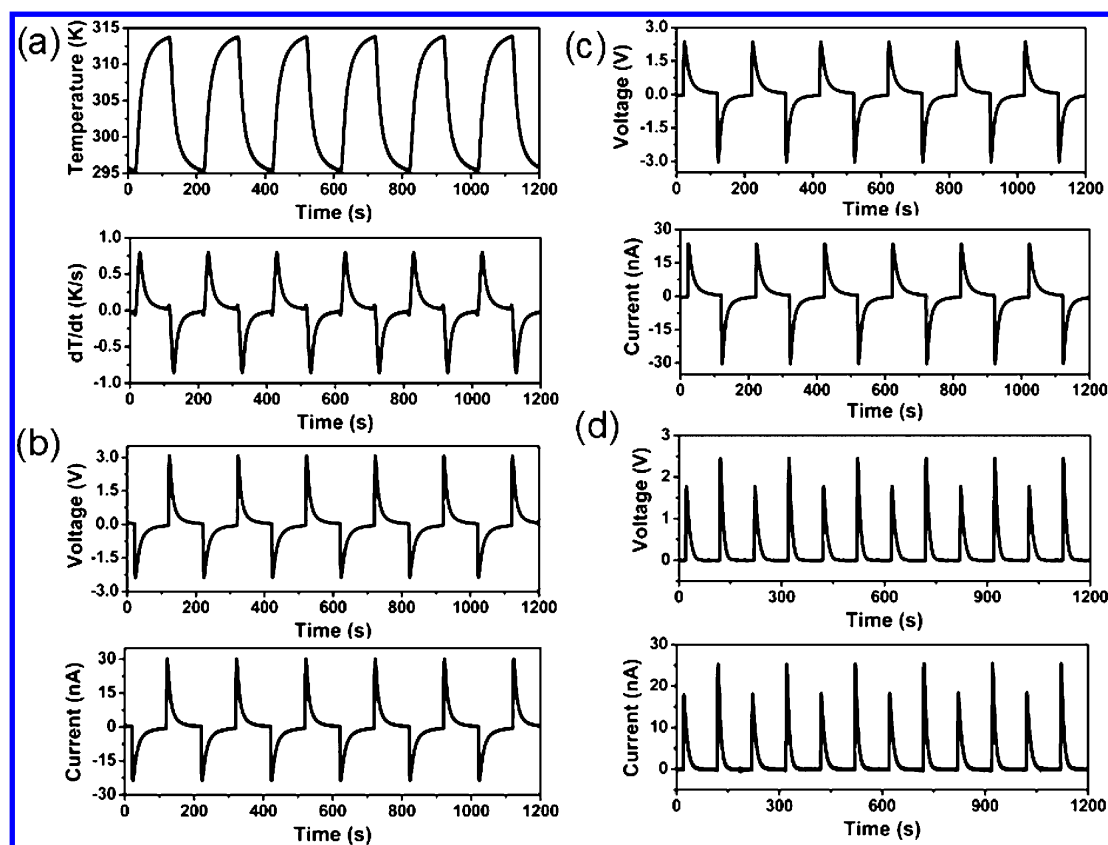 (a)
Temperature (K)
315
310
305
300
295
0 200 400 600 800 1000 1200
Time (s)
dT/dt (K/s)
1.0
0.5
0.0
-0.5
-1.0
0 200 400 600 800 1000 1200
Time (s)
(b)
Voltage (V)
3.0
1.5
0.0
-1.5
-3.0
0 200 400 600 800 1000 1200
Time (s)
Current (nA)
30
15
0
-15
-30
0 200 400 600 800 1000 1200
Time (s)
(c)
Voltage (V)
3.0
1.5
0.0
-1.5
-3.0
0 200 400 600 800 1000 1200
Time (s)
Current (nA)
30
15
0
-15
-30
0 200 400 600 800 1000 1200
Time (s)
(d)
Voltage (V)
3
2
1
0
0 300 600 900 1200
Time (s)
Current (nA)
30
20
10
0
0 300 600 900 1200
Time (s)